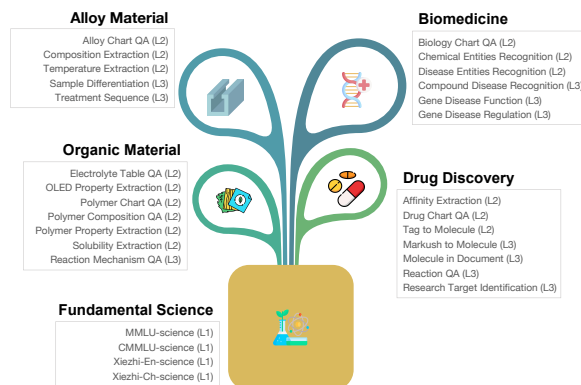 Alloy Material
Alloy Chart QA (L2)
Composition Extraction (L2)
Temperature Extraction (L2)
Sample Differentiation (L3)
Treatment Sequence (L3)
Biomedicine
Biology Chart QA (L2)
Chemical Entities Recognition (L2)
Disease Entities Recognition (L2)
Compound Disease Recognition (L3)
Gene Disease Function (L3)
Gene Disease Regulation (L3)
Organic Material
Electrolyte Table QA (L2)
OLED Property Extraction (L2)
Polymer Chart QA (L2)
Polymer Composition QA (L2)
Polymer Property Extraction (L2)
Solubility Extraction (L2)
Reaction Mechanism QA (L3)
Drug Discovery
Affinity Extraction (L2)
Drug Chart QA (L2)
Tag to Molecule (L2)
Markush to Molecule (L3)
Molecule in Document (L3)
Reaction QA (L3)
Research Target Identification (L3)
Fundamental Science
MMLU-science (L1)
CMMLU-science (L1)
Xiezhi-En-science (L1)
Xiezhi-Ch-science (L1)